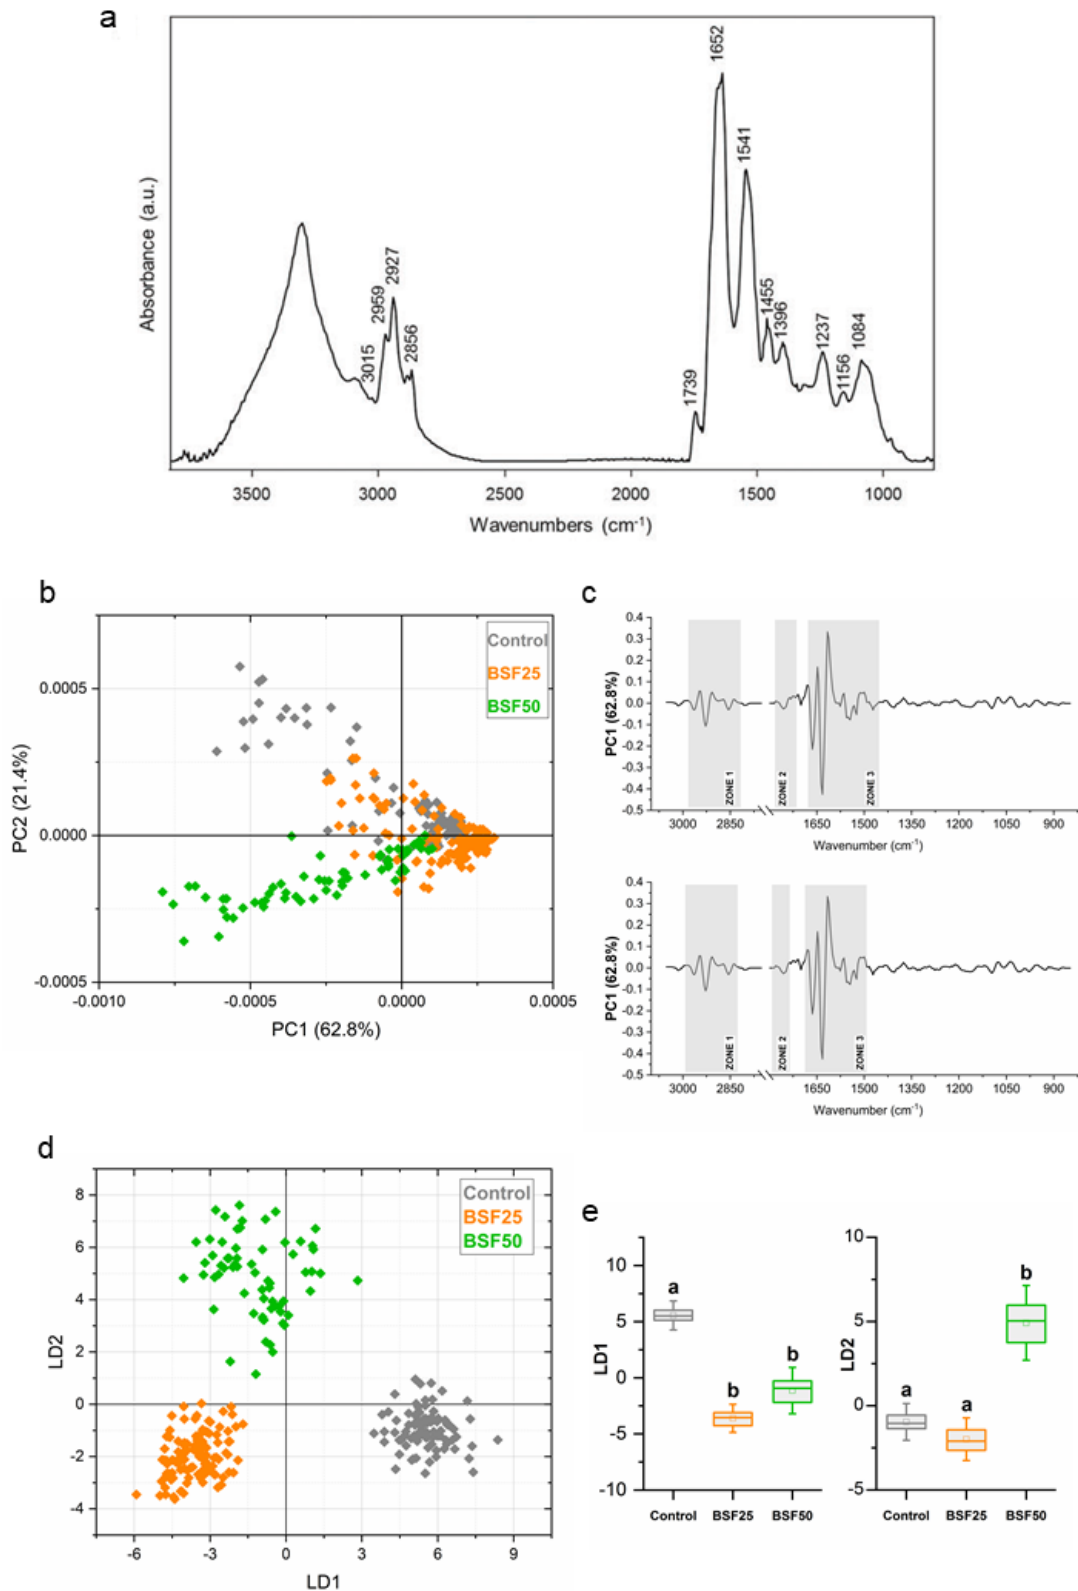 a
Absorbance (a.u.)
3015
2959
2927
2856
1739
1652
1541
1455
1396
1237
1156
1084
3500 3000 2500 2000 1500 1000
Wavenumbers (cm⁻¹)
b
Control
BSF25
BSF50
PC2 (21.4%)
0.0005
0.0000
-0.0005
-0.0010 -0.0005 0.0000 0.0005
PC1 (62.8%)
c
PC1 (62.8%)
0.4
0.3
0.2
0.1
0.0
-0.1
-0.2
-0.3
-0.4
-0.5
ZONE 1
ZONE 2
ZONE 3
3000 2850 1650 1500 1350 1200 1050 900
Wavenumber (cm⁻¹)
PC1 (62.8%)
0.4
0.3
0.2
0.1
0.0
-0.1
-0.2
-0.3
-0.4
-0.5
ZONE 1
ZONE 2
ZONE 3
3000 2850 1650 1500 1350 1200 1050 900
Wavenumber (cm⁻¹)
d
Control
BSF25
BSF50
LD2
8
6
4
2
0
-2
-4
-6 -3 0 3 6 9
LD1
e
LD1
10
5
0
-5
-10
a
b
b
Control BSF25 BSF50
LD2
10
5
0
-5
a
a
b
Control BSF25 BSF50